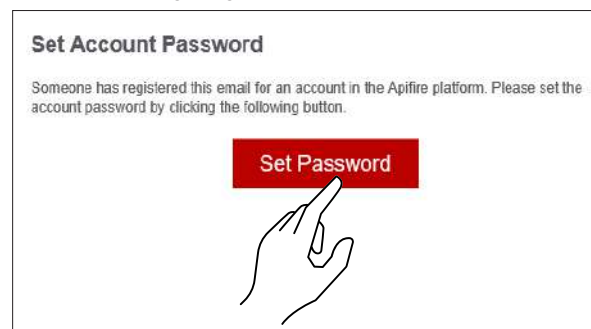 Set Account Password
Someone has registered this email for an account in the Apifire platform. Please set the
account password by clicking the following button.
Set Password